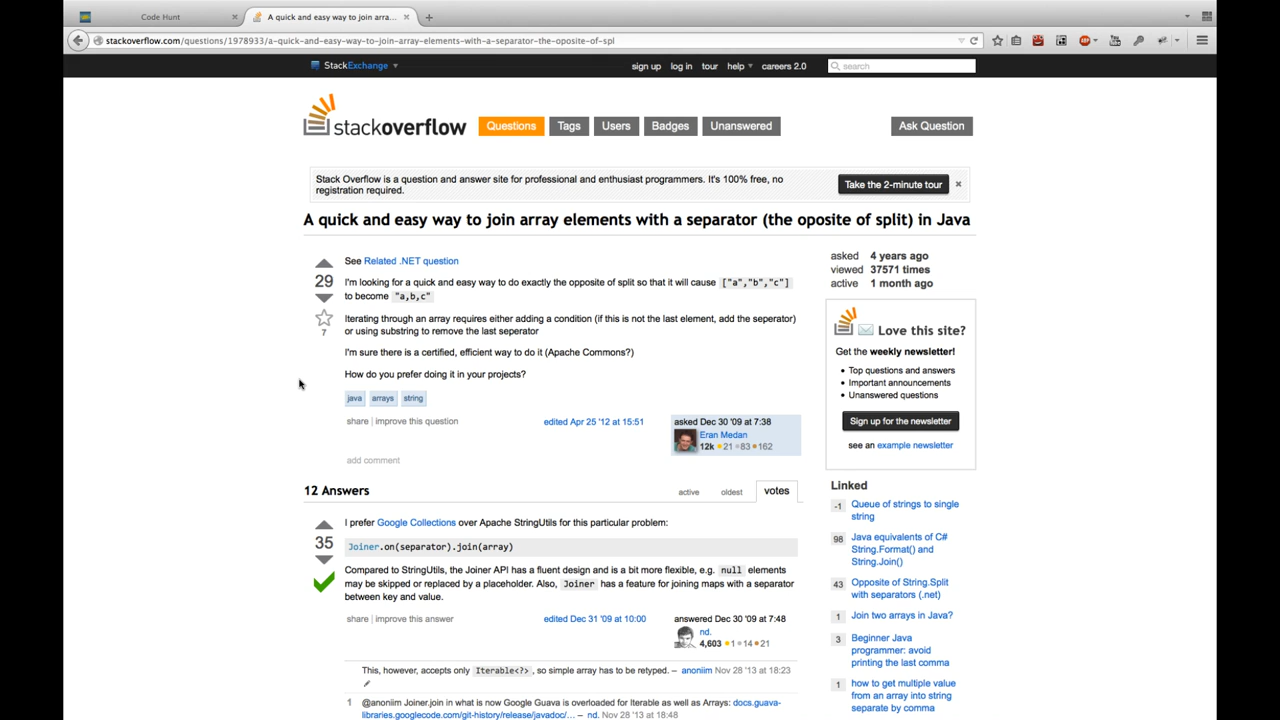 Code Hunt
A quick and easy way to join arra...
stackoverflow.com/questions/1978933/a-quick-and-easy-way-to-join-array-elements-with-a-separator-the-oposite-of-spl
StackExchange
sign up log in tour help careers 2.0 search
stackoverflow
Questions Tags Users Badges Unanswered Ask Question
Stack Overflow is a question and answer site for professional and enthusiast programmers. It's 100% free, no
registration required.
Take the 2-minute tour ×
A quick and easy way to join array elements with a separator (the oposite of split) in Java
29
7
See Related .NET question
I'm looking for a quick and easy way to do exactly the opposite of split so that it will cause ["a","b","c"]
to become "a,b,c"
Iterating through an array requires either adding a condition (if this is not the last element, add the seperator)
or using substring to remove the last seperator
I'm sure there is a certified, efficient way to do it (Apache Commons?)
How do you prefer doing it in your projects?
java arrays string
share | improve this question
edited Apr 25 '12 at 15:51
asked Dec 30 '09 at 7:38
Eran Medan
12k 21 83 162
add comment
asked 4 years ago
viewed 37571 times
active 1 month ago
Love this site?
Get the weekly newsletter!
Top questions and answers
Important announcements
Unanswered questions
Sign up for the newsletter
see an example newsletter
12 Answers
active oldest votes
35
I prefer Google Collections over Apache StringUtils for this particular problem:
Joiner.on(separator).join(array)
Compared to StringUtils, the Joiner API has a fluent design and is a bit more flexible, e.g. null elements
may be skipped or replaced by a placeholder. Also, Joiner has a feature for joining maps with a separator
between key and value.
share | improve this answer
edited Dec 31 '09 at 10:00
answered Dec 30 '09 at 7:48
nd.
4,603 1 14 21
This, however, accepts only Iterable<?>, so simple array has to be retyped. – anoniim Nov 28 '13 at 18:23
1 @anoniim Joiner.join in what is now Google Guava is overloaded for Iterable as well as Arrays: docs.guava-
libraries.googlecode.com/git-history/release/javadoc/… – nd. Nov 28 '13 at 18:48
Linked
-1 Queue of strings to single
string
98 Java equivalents of C#
String.Format() and
String.Join()
43 Opposite of String.Split
with separators (.net)
1 Join two arrays in Java?
3 Beginner Java
programmer: avoid
printing the last comma
1 how to get multiple value
from an array into string
separate by comma